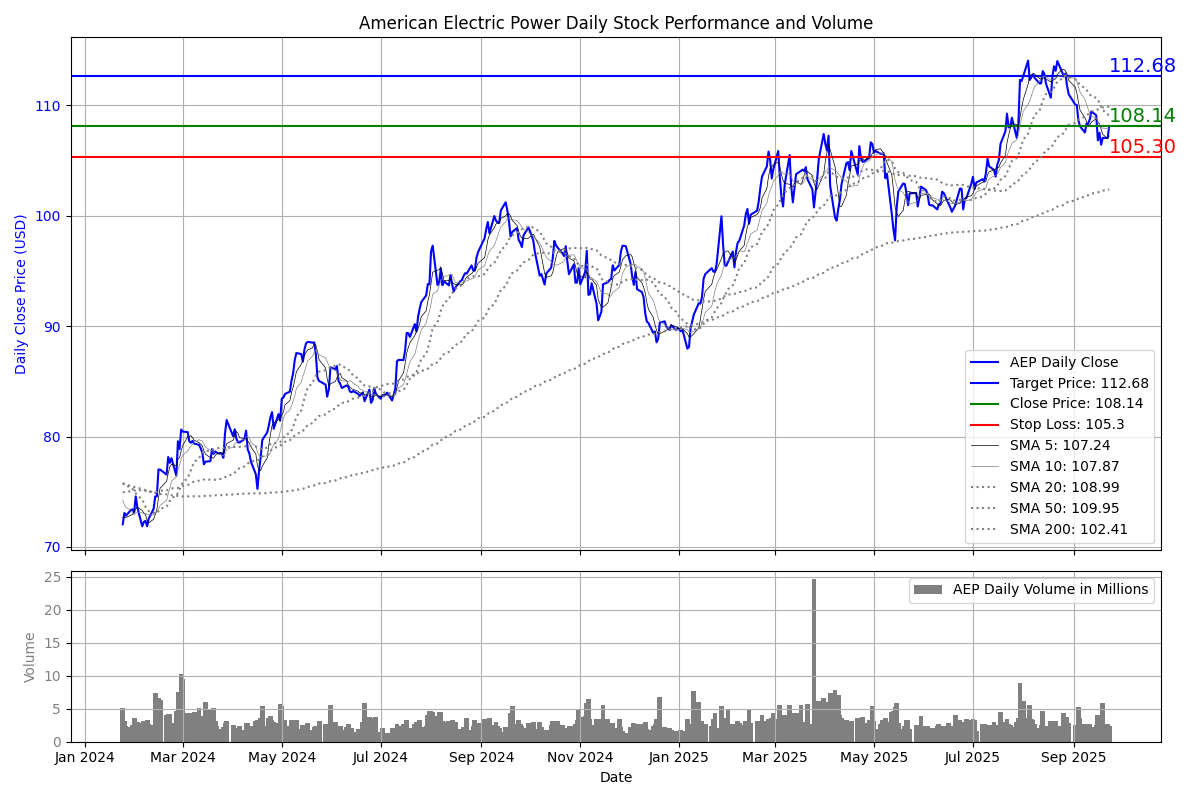 American Electric Power Daily Stock Performance and Volume
Daily Close Price (USD)
110
100
90
80
70
112.68
108.14
105.30
AEP Daily Close
Target Price: 112.68
Close Price: 108.14
Stop Loss: 105.3
SMA 5: 107.24
SMA 10: 107.87
SMA 20: 108.99
SMA 50: 109.95
SMA 200: 102.41
Volume
25
20
15
10
5
0
AEP Daily Volume in Millions
Jan 2024 Mar 2024 May 2024 Jul 2024 Sep 2024 Nov 2024 Jan 2025 Mar 2025 May 2025 Jul 2025 Sep 2025
Date